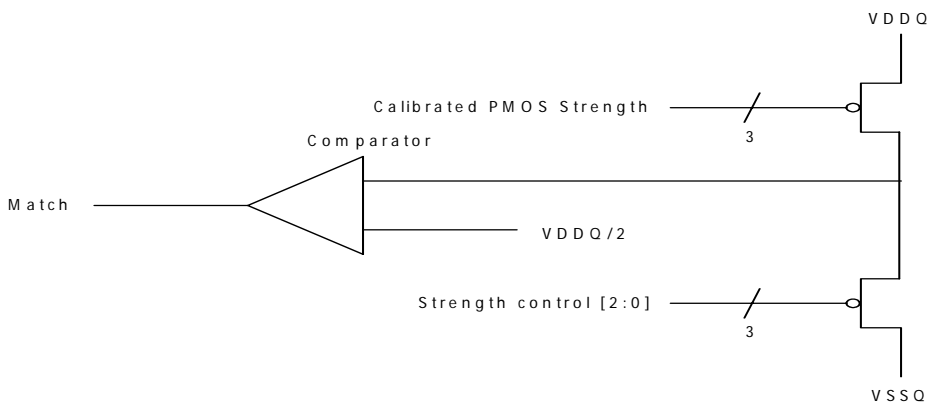 VDDQ
Calibrated PMOS Strength
3
Comparator
Match
VDDQ/2
Strength control [2:0]
3
VSSQ